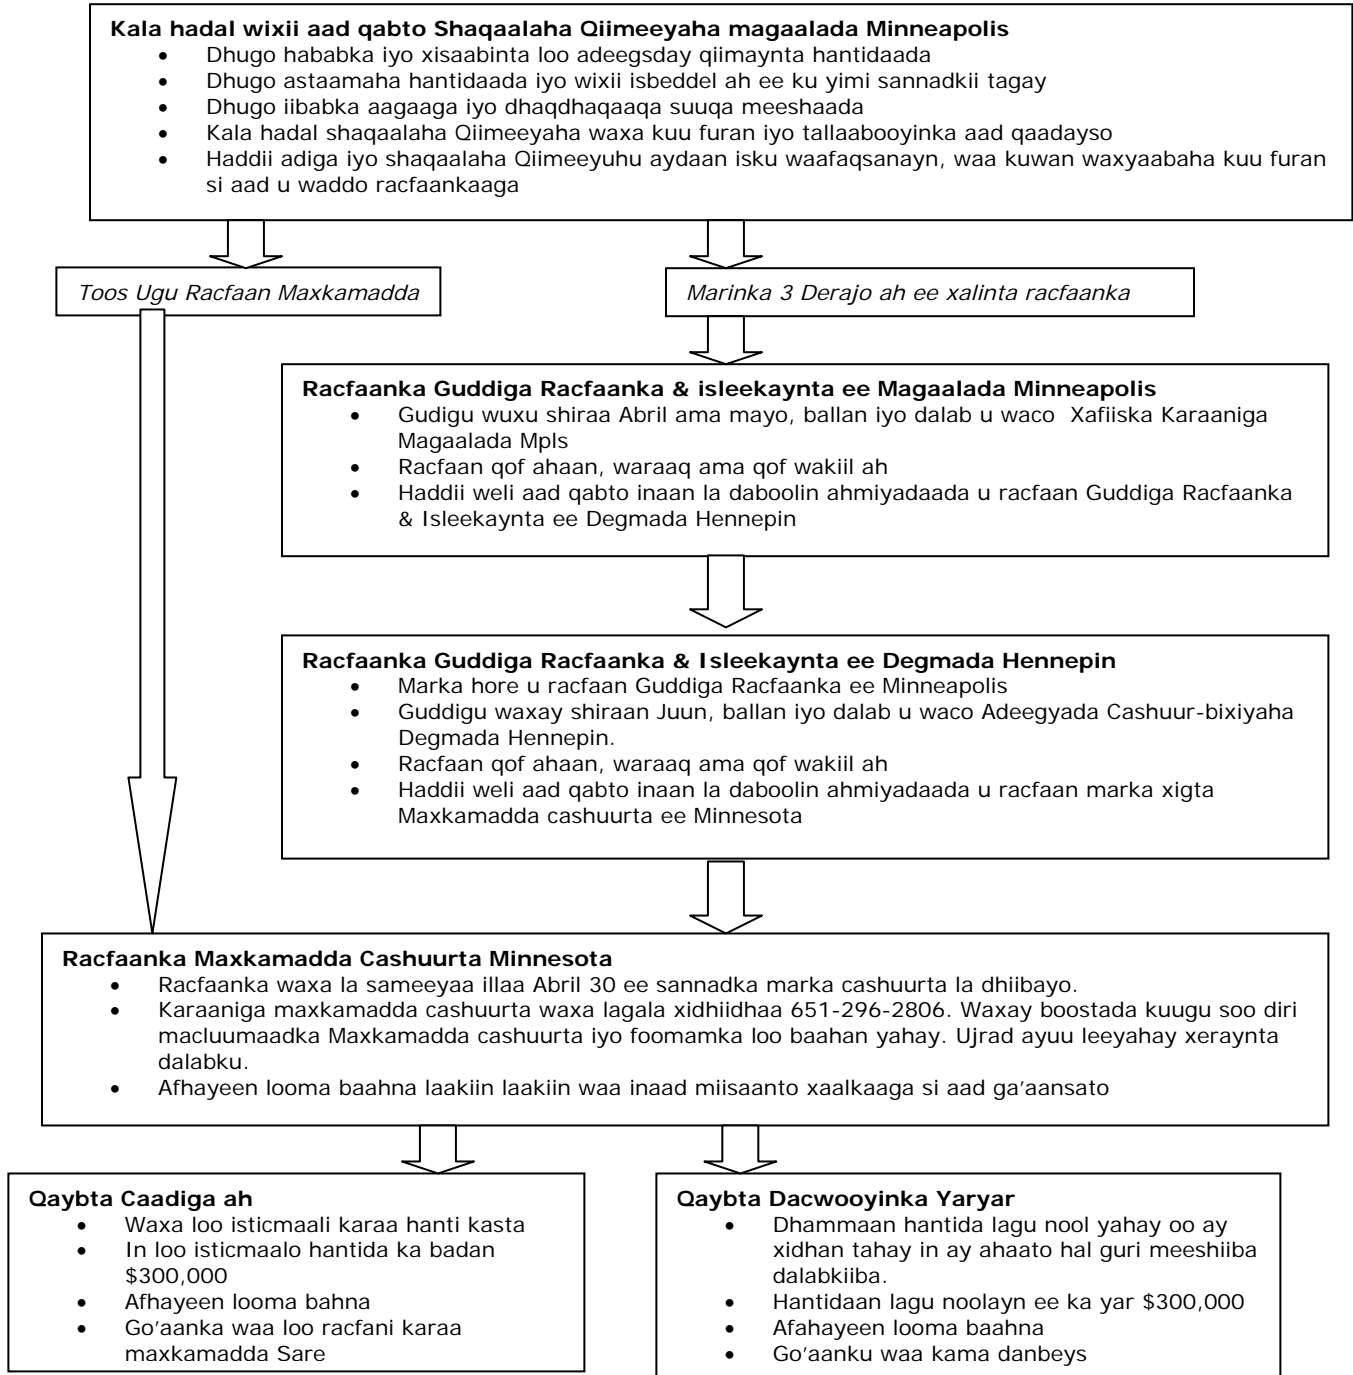 Kala hadal wixii aad qabto Shaqaalaha Qiimeeyaha magaalada Minneapolis
• Dhugo hababka iyo xisaabinta loo adeegsday qiimaynta hantidaada
• Dhugo astaamaha hantidaada iyo wixii isbeddel ah ee ku yimi sannadkii tagay
• Dhugo iibabka aagaaga iyo dhaqdhaqaaqa suuqa meeshaada
• Kala hadal shaqaalaha Qiimeeyaha waxa kuu furan iyo tallaabooyinka aad qaadayso
• Haddii adiga iyo shaqaalaha Qiimeeyuhu aydaan isku waafaqsanayn, waa kuwan waxyaabaha kuu furan
si aad u waddo racfaankaaga
Toos Ugu Racfaan Maxkamadda
Marinka 3 Derajo ah ee xalinta racfaanka
Racfaanka Guddiga Racfaanka & isleekaynta ee Magaalada Minneapolis
• Gudigu wuxu shiraa Abril ama mayo, ballan iyo dalab u waco Xafiiska Karaaniga
Magaalada Mpls
• Racfaan qof ahaan, waraaq ama qof wakiil ah
• Haddii weli aad qabto inaan la daboolin ahmiyadaada u racfaan Guddiga Racfaanka
& Isleekaynta ee Degmada Hennepin
Racfaanka Guddiga Racfaanka & Isleekaynta ee Degmada Hennepin
• Marka hore u racfaan Guddiga Racfaanka ee Minneapolis
• Guddigu waxay shiraan Juun, ballan iyo dalab u waco Adeegyada Cashuur-bixiyaha
Degmada Hennepin.
• Racfaan qof ahaan, waraaq ama qof wakiil ah
• Haddii weli aad qabto inaan la daboolin ahmiyadaada u racfaan marka xigta
Maxkamadda cashuurta ee Minnesota
Racfaanka Maxkamadda Cashuurta Minnesota
• Racfaanka waxa la sameeyaa illaa Abril 30 ee sannadka marka cashuurta la dhiibayo.
• Karaaniga maxkamadda cashuurta waxa lagala xidhiidhaa 651-296-2806. Waxay boostada kuugu soo diri
macluumaadka Maxkamadda cashuurta iyo foomamka loo baahan yahay. Ujrad ayuu leeyahay xeraynta
dalabku.
• Afhayeen looma baahna laakiin laakiin waa inaad miisaanto xaalkaaga si aad ga'aansato
Qaybta Caadiga ah
• Waxa loo isticmaali karaa hanti kasta
• In loo isticmaalo hantida ka badan
$300,000
• Afhayeen looma bahna
• Go'aanka waa loo racfani karaa
maxkamadda Sare
Qaybta Dacwooyinka Yaryar
• Dhammaan hantida lagu nool yahay oo ay
xidhan tahay in ay ahaato hal guri meeshiiba
dalabkiiba.
• Hantidaan lagu noolayn ee ka yar $300,000
• Afahayeen looma baahna
• Go'aanku waa kama danbeys